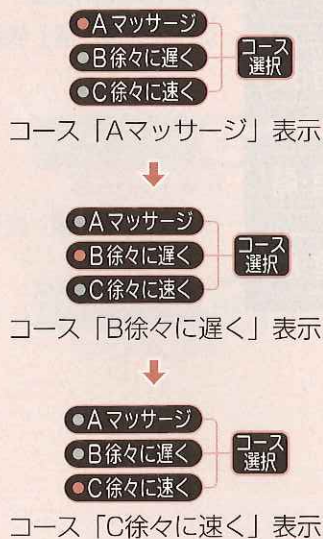 Aマッサージ
B徐々に遅く
C徐々に速く
コース
選択
コース「Aマッサージ」表示
Aマッサージ
B徐々に遅く
C徐々に速く
コース
選択
コース「B徐々に遅く」表示
Aマッサージ
B徐々に遅く
C徐々に速く
コース
選択
コース「C徐々に速く」表示